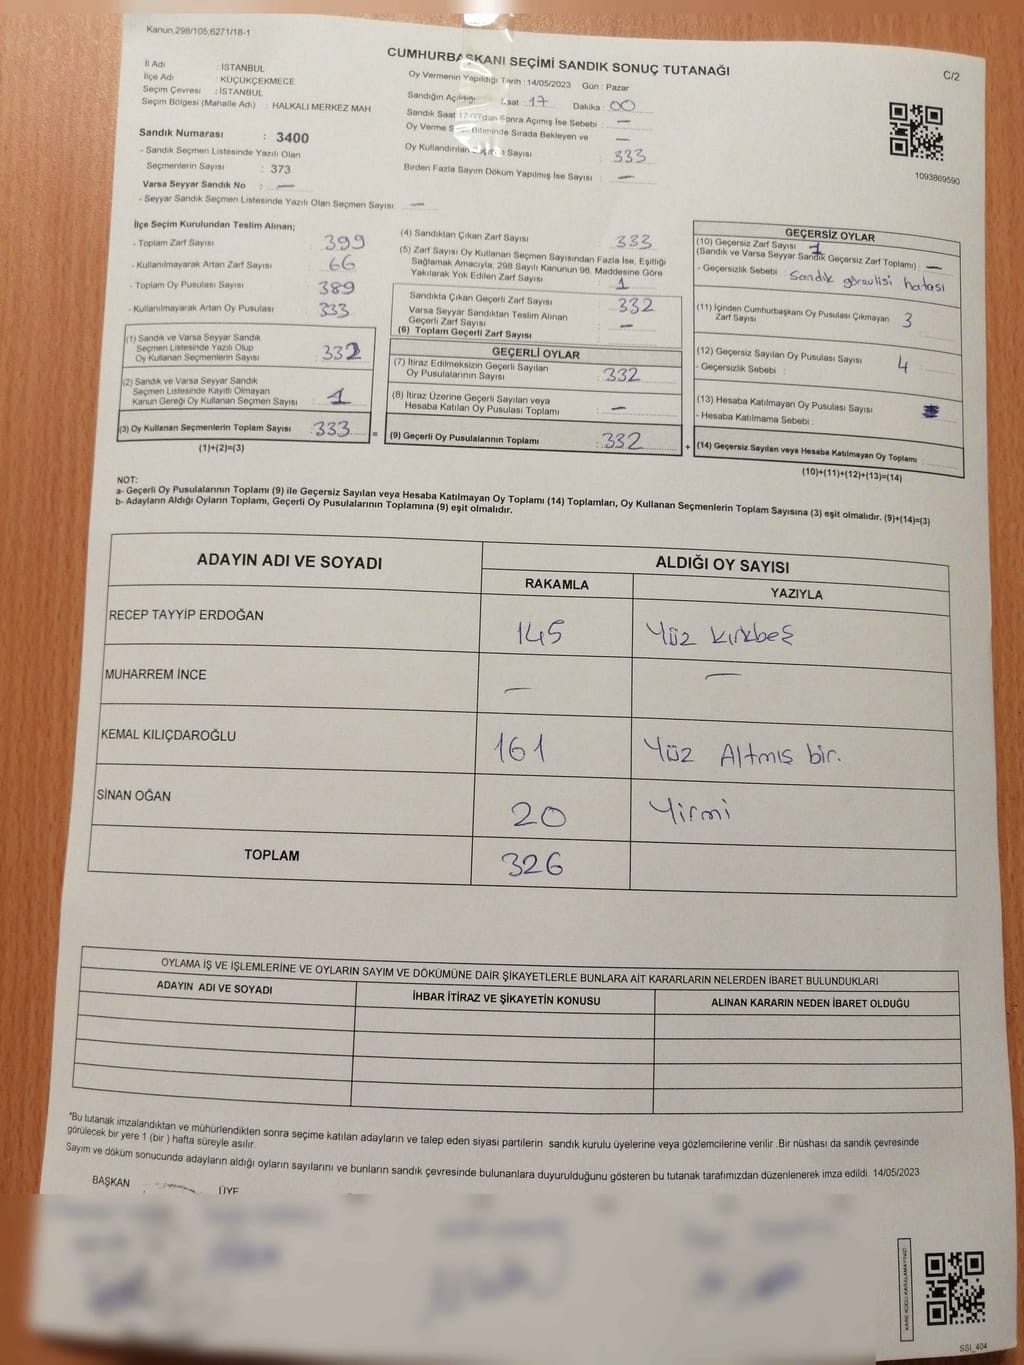 Kanun,298/105,6271/18-1
CUMHURBAŞKANI SEÇİMİ SANDIK SONUÇ TUTANAĞI
C/2
İl Adı : İSTANBUL
İlçe Adı : KÜÇÜKÇEKMECE
Seçim Çevresi : İSTANBUL
Seçim Bölgesi (Mahalle Adı) : HALKALI MERKEZ MAH.
Sandık Numarası : 3400
- Sandık Seçmen Listesinde Yazılı Olan
Seçmenlerin Sayısı : 373
Varsa Seyyar Sandık No : —
- Seyyar Sandık Seçmen Listesinde Yazılı Olan Seçmen Sayısı : —
Oy Vermenin Yapıldığı Tarih : 14/05/2023 Gün : Pazar
Sandığın Açıldığı Saat 17 Dakika : 00
Sandık Saat 17:00'dan Sonra Açımış İse Sebebi : —
Oy Verme Bitiminde Sırada Bekleyen ve —
Oy Kullandırılan Sayısı : 333
Birden Fazla Sayım Döküm Yapılmış İse Sayısı : —
1093869590
İlçe Seçim Kurulundan Teslim Alınan;
- Toplam Zarf Sayısı : 399
- Kullanılmayarak Artan Zarf Sayısı : 66
- Toplam Oy Pusulası Sayısı : 389
- Kullanılmayarak Artan Oy Pusulası : 333
(1) Sandık ve Varsa Seyyar Sandık
Seçmen Listesinde Yazılı Olup
Oy Kullanan Seçmenlerin Sayısı : 332
(2) Sandık ve Varsa Seyyar Sandık
Seçmen Listesinde Kayıtlı Olmayan
Kanun Gereği Oy Kullanan Seçmen Sayısı : 1
(3) Oy Kullanan Seçmenlerin Toplam Sayısı : 333 =
(1)+(2)=(3)
(4) Sandıktan Çıkan Zarf Sayısı : 333
(5) Zarf Sayısı Oy Kullanan Seçmen Sayısından Fazla İse, Eşitliği
Sağlamak Amacıyla, 298 Sayılı Kanunun 98. Maddesine Göre
Yakılarak Yok Edilen Zarf Sayısı : 1
Sandıkta Çıkan Geçerli Zarf Sayısı : 332
Varsa Seyyar Sandıktan Teslim Alınan
Geçerli Zarf Sayısı : —
(6) Toplam Geçerli Zarf Sayısı :
GEÇERLİ OYLAR
(7) İtiraz Edilmeksizin Geçerli Sayılan
Oy Pusulalarının Sayısı : 332
(8) İtiraz Üzerine Geçerli Sayılan veya
Hesaba Katılan Oy Pusulası Toplamı : —
(9) Geçerli Oy Pusulalarının Toplamı : 332 +
GEÇERSİZ OYLAR
(10) Geçersiz Zarf Sayısı : 1
(Sandık ve Varsa Seyyar Sandık Geçersiz Zarf Toplamı) : —
- Geçersizlik Sebebi : Sandık görevlisi hatası
(11) İçinden Cumhurbaşkanı Oy Pusulası Çıkmayan
Zarf Sayısı : 3
(12) Geçersiz Sayılan Oy Pusulası Sayısı : 4
- Geçersizlik Sebebi :
(13) Hesaba Katılmayan Oy Pusulası Sayısı :
- Hesaba Katılmama Sebebi :
(14) Geçersiz Sayılan veya Hesaba Katılmayan Oy Toplamı :
(10)+(11)+(12)+(13)=(14)
NOT:
a- Geçerli Oy Pusulalarının Toplamı (9) ile Geçersiz Sayılan veya Hesaba Katılmayan Oy Toplamı (14) Toplamları, Oy Kullanan Seçmenlerin Toplam Sayısına (3) eşit olmalıdır. (9)+(14)=(3)
b- Adayların Aldığı Oyların Toplamı, Geçerli Oy Pusulalarının Toplamına (9) eşit olmalıdır.
ADAYIN ADI VE SOYADI ALDIĞI OY SAYISI
RAKAMLA YAZIYLA
RECEP TAYYİP ERDOĞAN 145 Yüz kırkbeş
MUHARREM İNCE — —
KEMAL KILIÇDAROĞLU 161 Yüz Altmış bir.
SİNAN OĞAN 20 Yirmi
TOPLAM 326
OYLAMA İŞ VE İŞLEMLERİNE VE OYLARIN SAYIM VE DÖKÜMÜNE DAİR ŞİKAYETLERLE BUNLARA AİT KARARLARIN NELERDEN İBARET BULUNDUKLARI
ADAYIN ADI VE SOYADI İHBAR İTİRAZ VE ŞİKAYETİN KONUSU ALINAN KARARIN NEDEN İBARET OLDUĞU
*Bu tutanak imzalandıktan ve mühürlendikten sonra seçime katılan adayların ve talep eden siyasi partilerin sandık kurulu üyelerine veya gözlemcilerine verilir .Bir nüshası da sandık çevresinde
görülecek bir yere 1 (bir ) hafta süreyle asılır.
Sayım ve döküm sonucunda adayların aldığı oyların sayılarını ve bunların sandık çevresinde bulunanlara duyurulduğunu gösteren bu tutanak tarafımızdan düzenlenerek imza edildi. 14/05/2023
BAŞKAN ÜYE
KARE KODU KARALAMAYINIZ!
SSI_404